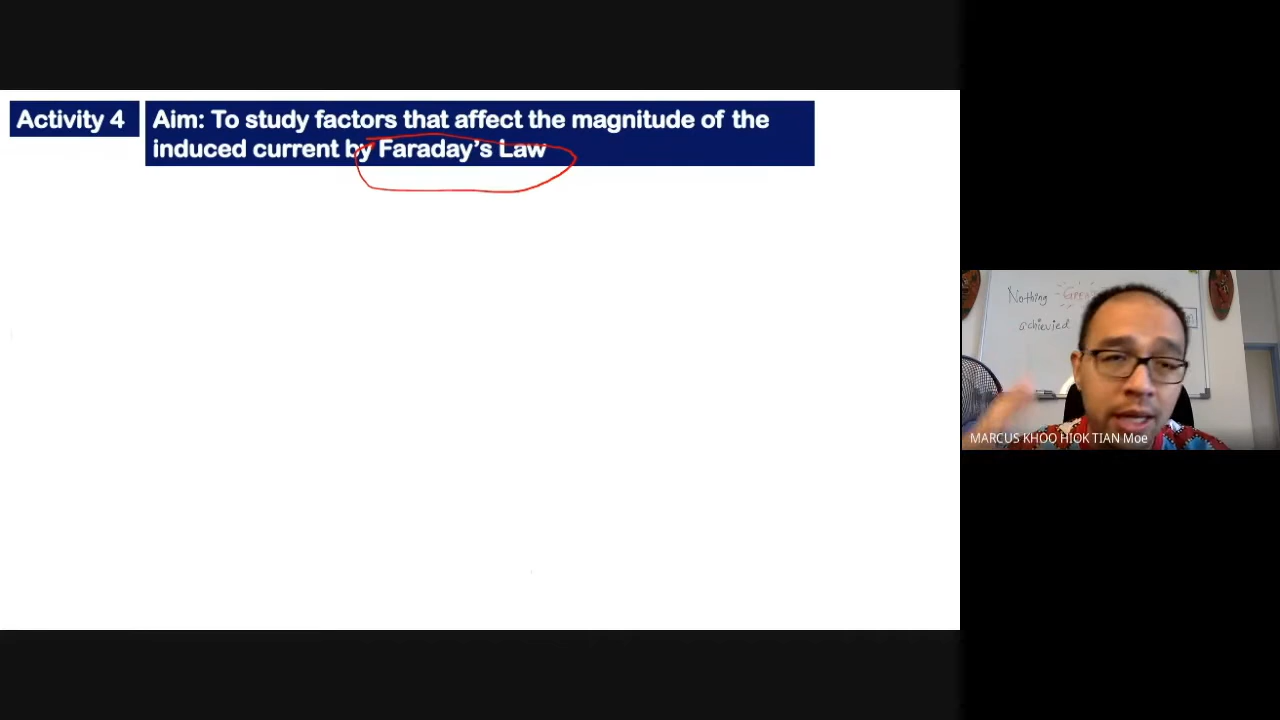 Activity 4
Aim: To study factors that affect the magnitude of the
induced current by Faraday's Law
Nothing
achievied
MARCUS KHOO HIOK TIAN Moe